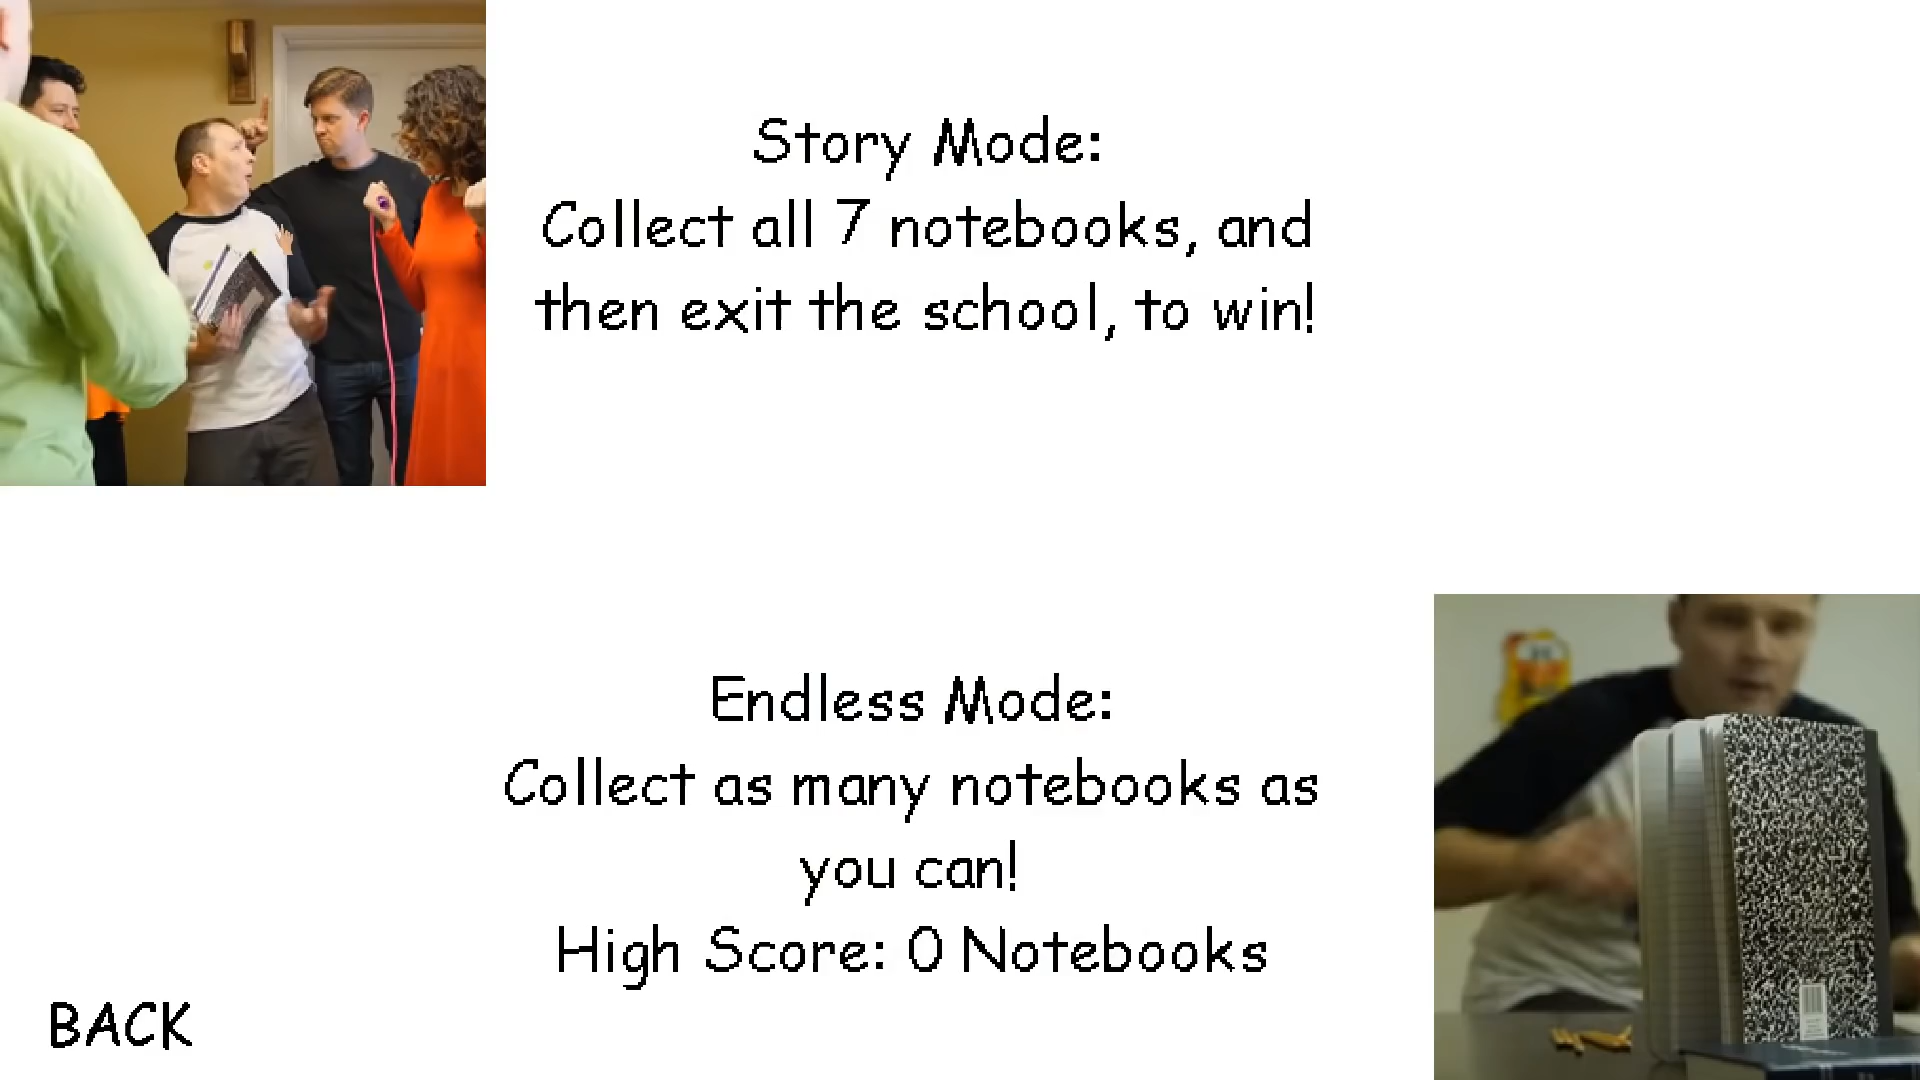 Story Mode:
Collect all 7 notebooks, and
then exit the school, to win!
Endless Mode:
Collect as many notebooks as
you can!
High Score: 0 Notebooks
BACK